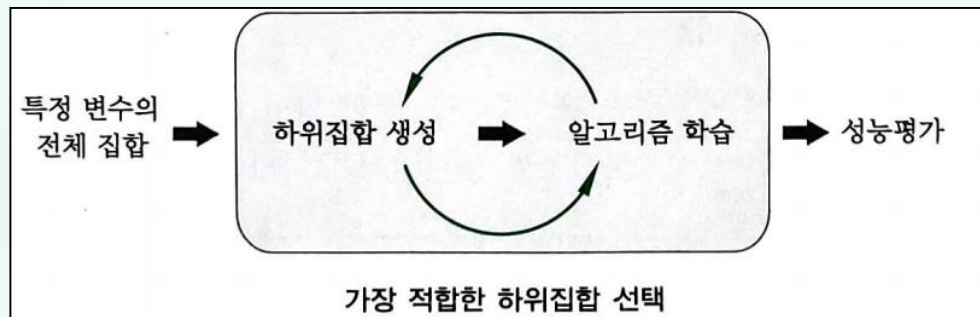 특정 변수의
전체 집합
하위집합 생성
알고리즘 학습
성능평가
가장 적합한 하위집합 선택